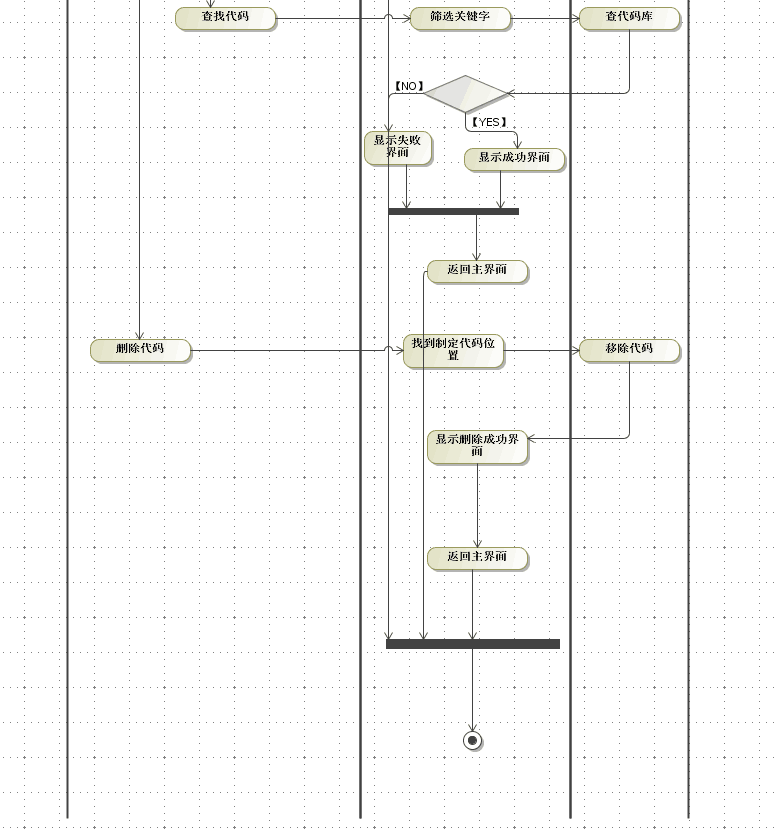 查找代码
筛选关键字
查代码库
【NO】
【YES】
显示失败
界面
显示成功界面
返回主界面
删除代码
找到制定代码位
置
移除代码
显示删除成功界
面
返回主界面